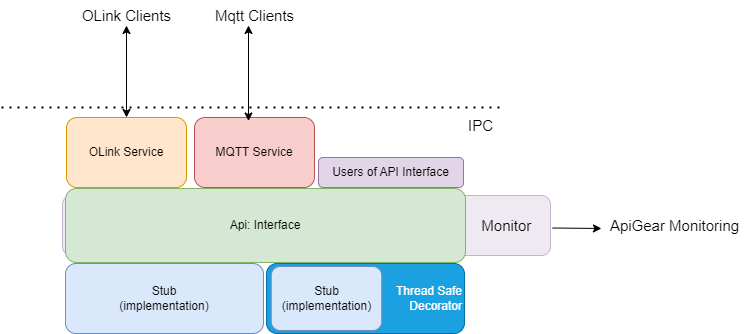 OLink Clients
Mqtt Clients
IPC
OLink Service
MQTT Service
Users of API Interface
Api: Interface
Monitor
ApiGear Monitoring
Stub
(implementation)
Stub
(implementation)
Thread Safe
Decorator